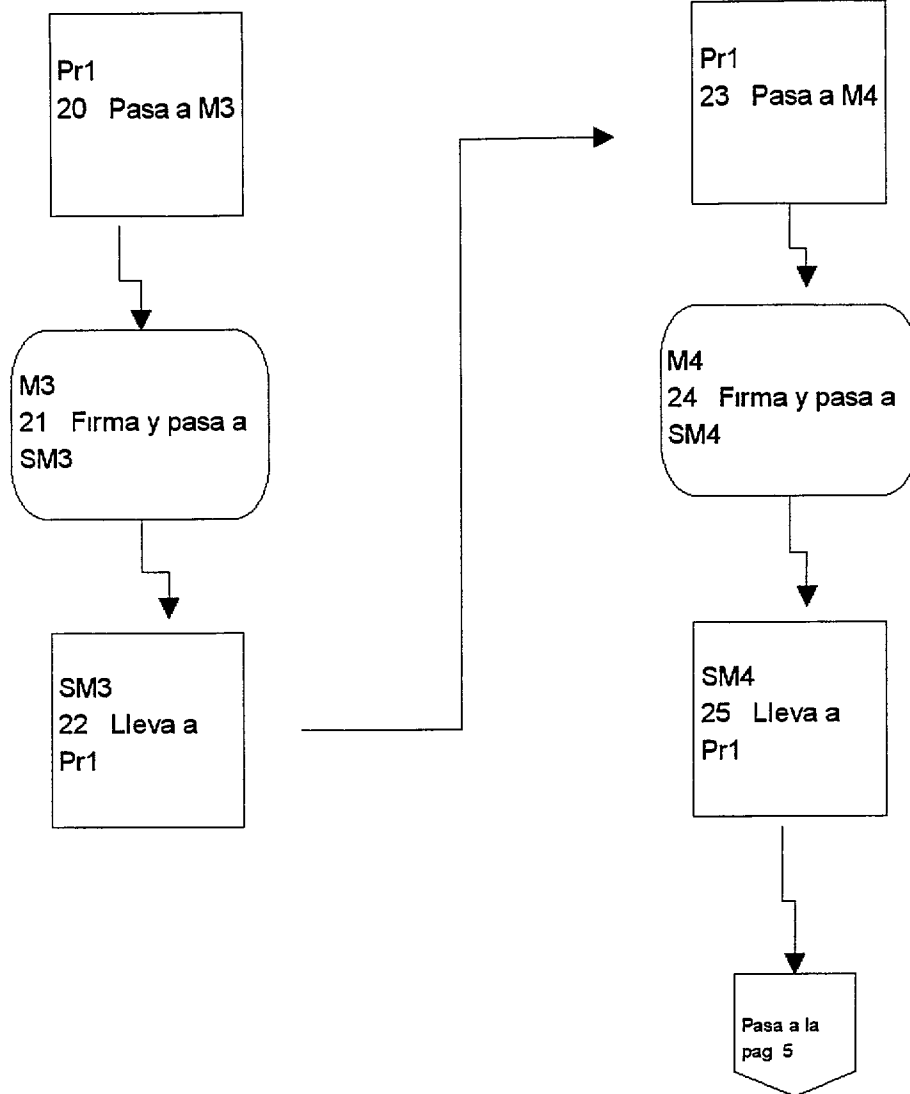 Pr1
20 Pasa a M3
M3
21 Firma y pasa a
SM3
SM3
22 Lleva a
Pr1
Pr1
23 Pasa a M4
M4
24 Firma y pasa a
SM4
SM4
25 Lleva a
Pr1
Pasa a la
pag 5